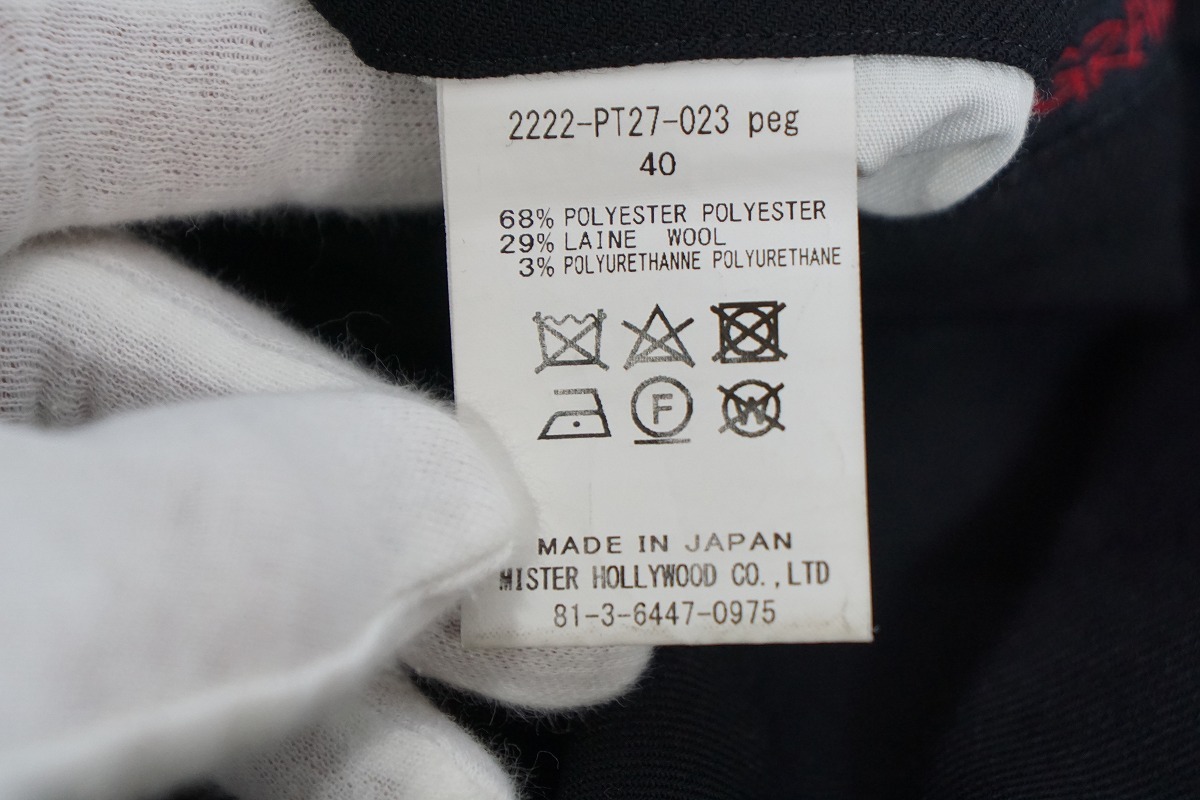 2222-PT27-023 peg
40
68% POLYESTER POLYESTER
29% LAINE WOOL
3% POLYURETHANNE POLYURETHANE
F
W
MADE IN JAPAN
MISTER HOLLYWOOD CO.,LTD
81-3-6447-0975